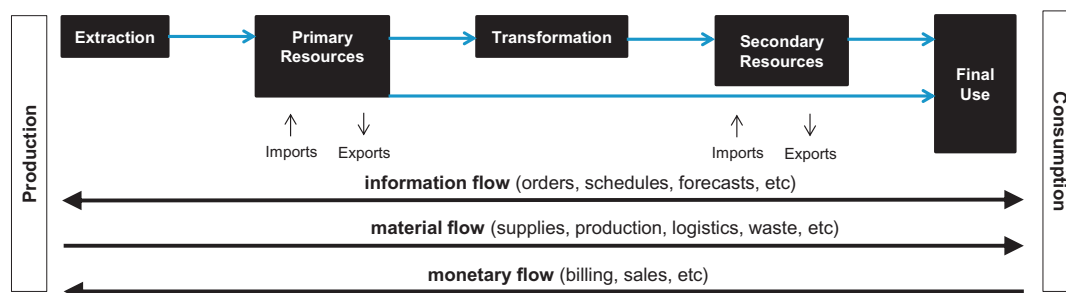 Production
Extraction
Primary
Resources
Transformation
Secondary
Resources
Final
Use
Consumption
Imports
Exports
Imports
Exports
information flow (orders, schedules, forecasts, etc)
material flow (supplies, production, logistics, waste, etc)
monetary flow (billing, sales, etc)